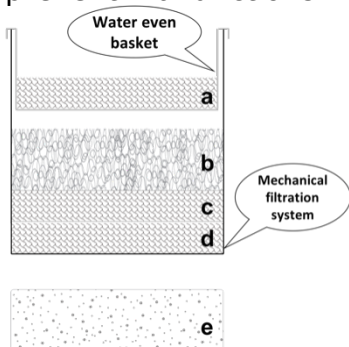 Water even
basket
a
b
Mechanical
filtration
system
c
d
e